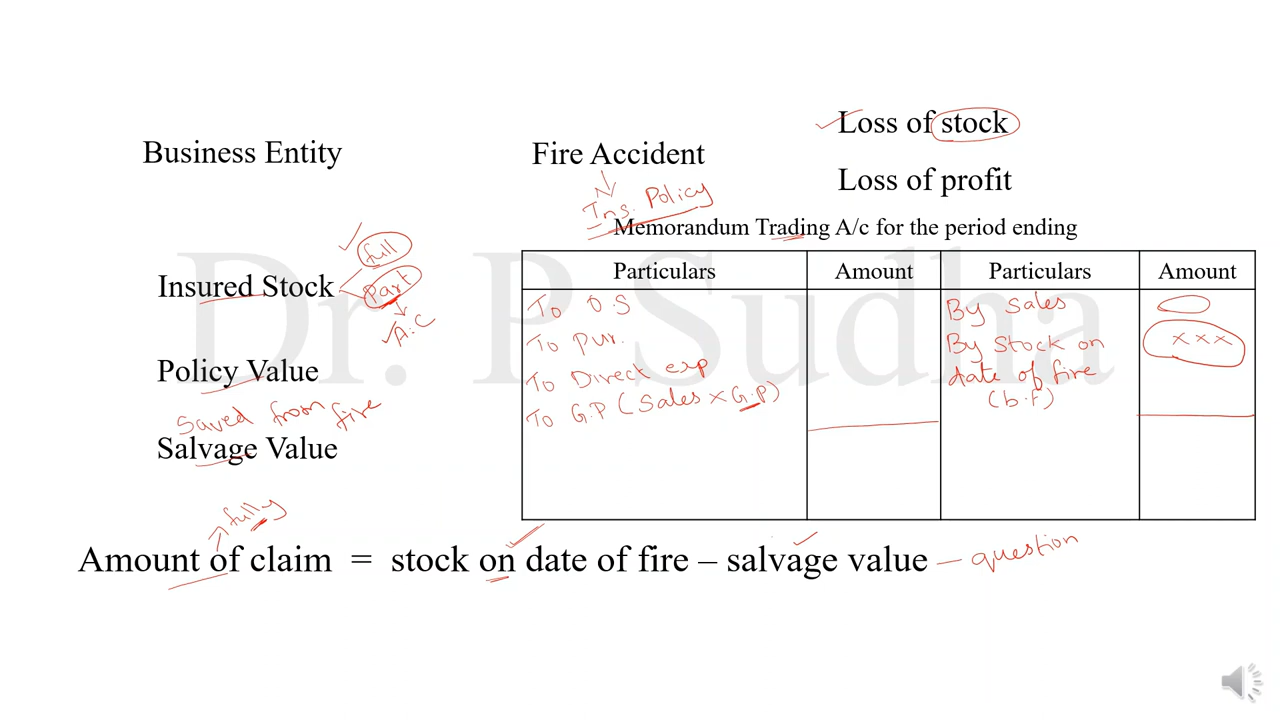 Loss of stock
Business Entity
Fire Accident
Loss of profit
Ins. Policy
Memorandum Trading A/c for the period ending
full
Insured Stock
part
A.C
Particulars Amount Particulars Amount
To O.S By Sales
To Pur. By Stock on xxx
To Direct exp date of fire
To G.P (Sales x G.P) (b.f)
Policy Value
Saved from fire
Salvage Value
fully
Amount of claim = stock on date of fire – salvage value – question
Dr. P Sudha